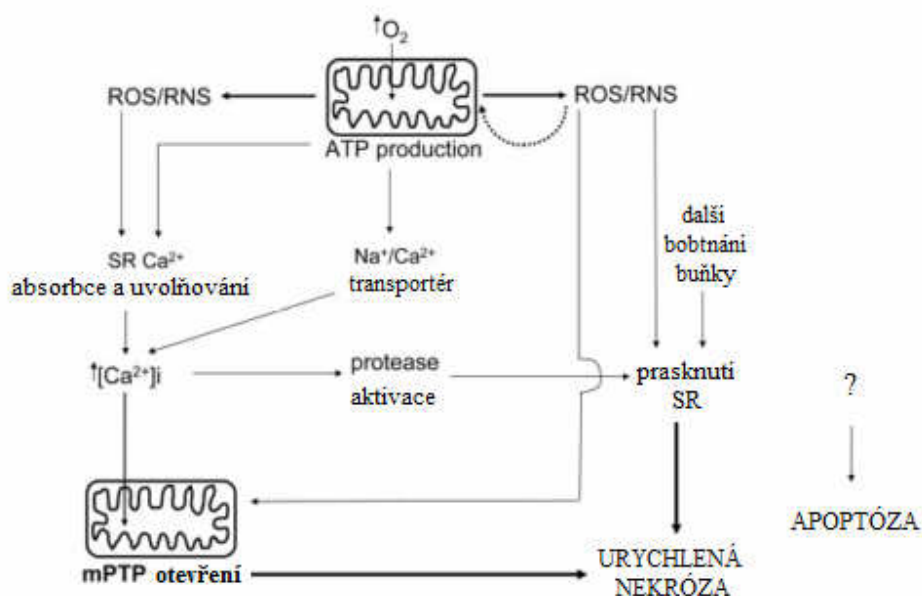 ↑O₂
ROS/RNS
ROS/RNS
ATP production
další
bobtnání
buňky
SR Ca²⁺
absorbce a uvolňování
Na⁺/Ca²⁺
transportér
↑[Ca²⁺]i
protease
aktivace
prasknutí
SR
?
APOPTÓZA
mPTP otevření
URYCHLENÁ
NEKRÓZA